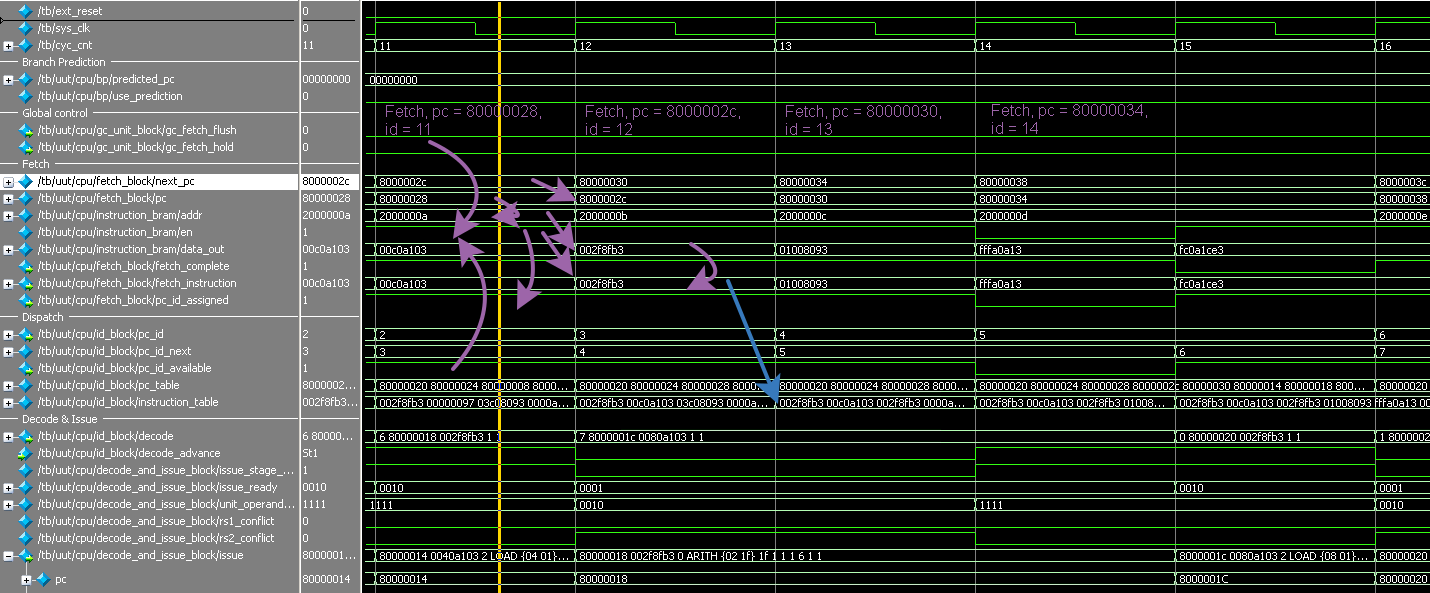 /tb/ext_reset 0
/tb/sys_clk 0
/tb/cyc_cnt 11 11 12 13 14 15 16
Branch Prediction
/tb/uut/cpu/bp/predicted_pc 00000000 00000000
/tb/uut/cpu/bp/use_prediction 0
Global control
Fetch, pc = 80000028, Fetch, pc = 8000002c, Fetch, pc = 80000030, Fetch, pc = 80000034,
id = 11 id = 12 id = 13 id = 14
/tb/uut/cpu/gc_unit_block/gc_fetch_flush 0
/tb/uut/cpu/gc_unit_block/gc_fetch_hold 0
Fetch
/tb/uut/cpu/fetch_block/next_pc 8000002c 8000002c 80000030 80000034 80000038 8000003c
/tb/uut/cpu/fetch_block/pc 80000028 80000028 8000002c 80000030 80000034 80000038
/tb/uut/cpu/instruction_bram/addr 2000000a 2000000a 2000000b 2000000c 2000000d 2000000e
/tb/uut/cpu/instruction_bram/en 1
/tb/uut/cpu/instruction_bram/data_out 00c0a103 00c0a103 002f8fb3 01008093 fffa0a13 fc0a1ce3
/tb/uut/cpu/fetch_block/fetch_complete 1
/tb/uut/cpu/fetch_block/fetch_instruction 00c0a103 00c0a103 002f8fb3 01008093 fffa0a13 fc0a1ce3
/tb/uut/cpu/fetch_block/pc_id_assigned 1
Dispatch
/tb/uut/cpu/id_block/pc_id 2 2 3 4 5 6
/tb/uut/cpu/id_block/pc_id_next 3 3 4 5 6 7
/tb/uut/cpu/id_block/pc_id_available 1
/tb/uut/cpu/id_block/pc_table 8000002... 80000020 80000024 80000008 8000... 80000020 80000024 80000028 8000... 80000020 80000024 80000028 8000... 80000020 80000024 80000028 8000002c 80000030 80000014 80000018 800... 80000020
/tb/uut/cpu/id_block/instruction_table 002f8fb3... 002f8fb3 00000097 03c08093 0000a... 002f8fb3 00c0a103 03c08093 0000a... 002f8fb3 00c0a103 002f8fb3 0000a... 002f8fb3 00c0a103 002f8fb3 01008... 002f8fb3 00c0a103 002f8fb3 01008093 fffa0a13 00
Decode & Issue
/tb/uut/cpu/id_block/decode 6 80000... 6 80000018 002f8fb3 1 1 7 8000001c 0080a103 1 1 0 80000020 002f8fb3 1 1 1 8000002
/tb/uut/cpu/id_block/decode_advance St1
/tb/uut/cpu/decode_and_issue_block/issue_stage_... 1
/tb/uut/cpu/decode_and_issue_block/issue_ready 0010 0010 0001 0010 0001
/tb/uut/cpu/decode_and_issue_block/unit_operand... 1111 1111 0010 1111 0010
/tb/uut/cpu/decode_and_issue_block/rs1_conflict 0
/tb/uut/cpu/decode_and_issue_block/rs2_conflict 0
/tb/uut/cpu/decode_and_issue_block/issue 8000001... 80000014 0040a103 2 LOAD {04 01}... 80000018 002f8fb3 0 ARITH {02 1f} 1f 1 1 1 6 1 1 8000001c 0080a103 2 LOAD {08 01}... 80000020
pc 80000014 80000014 80000018 8000001C 80000020